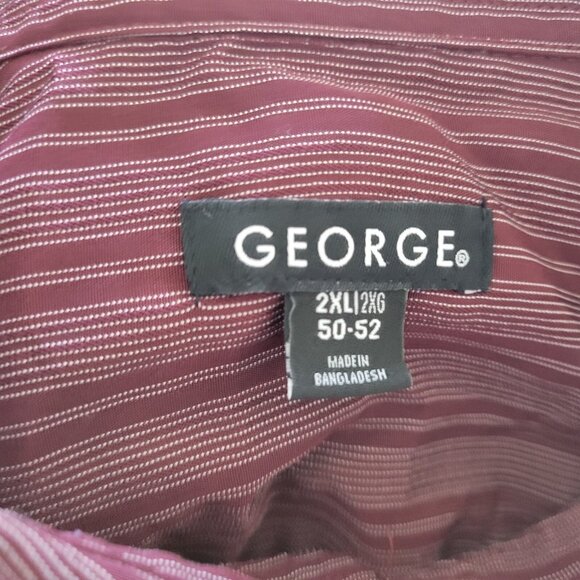 GEORGE®
2XL|2XG
50-52
MADE IN
BANGLADESH